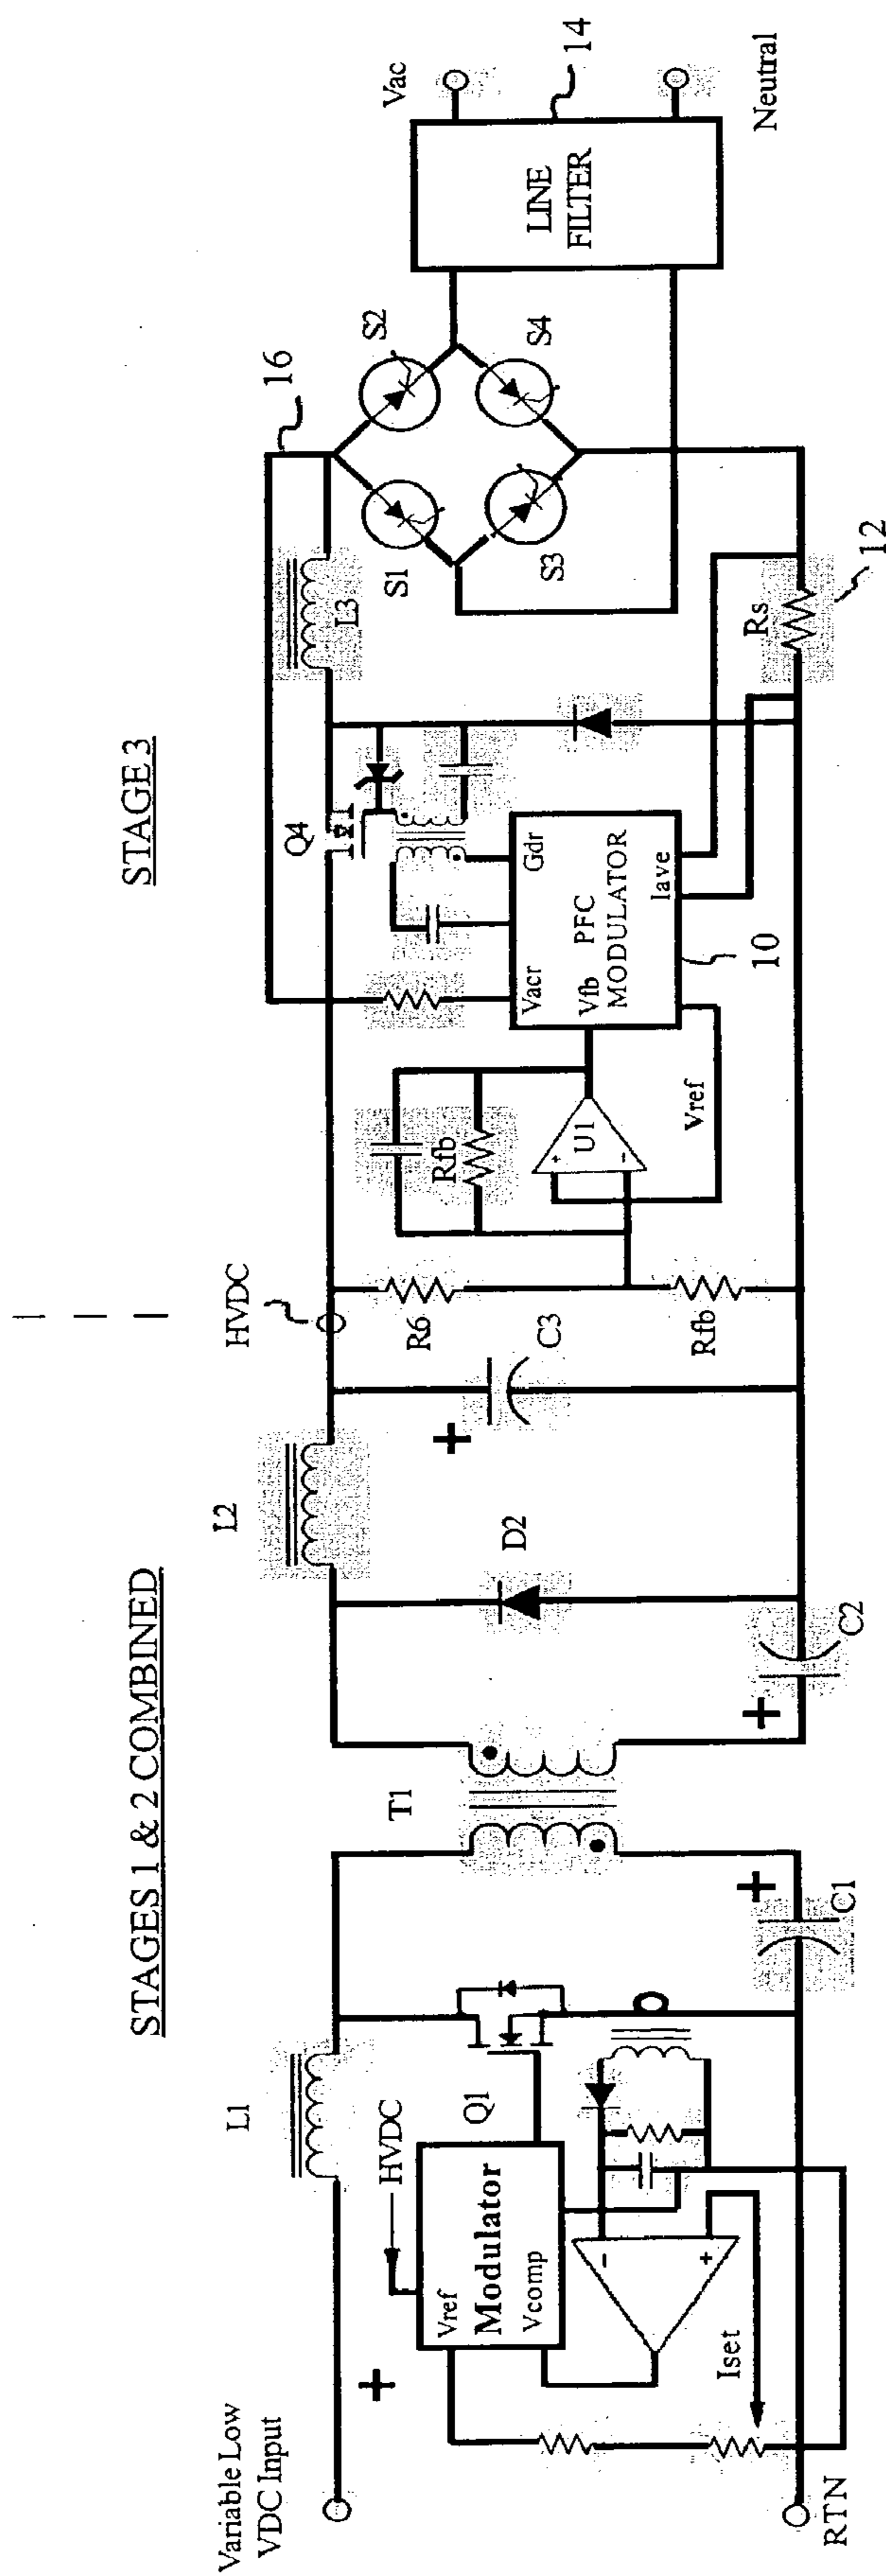 STAGES 1 & 2 COMBINED
STAGE 3
Variable Low
VDC Input
+
L1
HVDC
Vref
Modulator
Vcomp
Q1
-
+
Iset
RTN
+
C1
T1
+
C2
D2
L2
+
C3
HVDC
R6
Rfb
Rfb
+
U1
-
Vref
Vacr
Gdr
Vfb
PFC
MODULATOR
Iave
10
Q4
L3
16
Rs
12
S1
S2
S3
S4
LINE
FILTER
14
Vac
Neutral